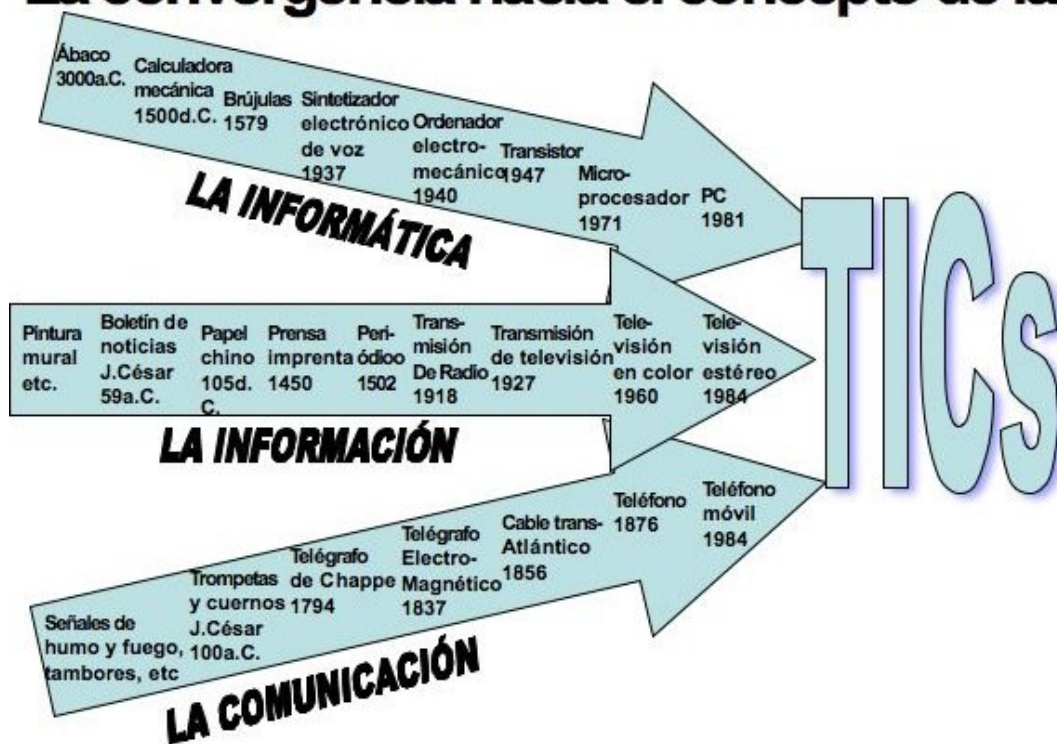 La convergencia hacia el concepto de la
Ábaco
3000a.C.
Calculadora
mecánica
1500d.C.
Brújulas
1579
Sintetizador
electrónico
de voz
1937
Ordenador
electro-
mecánico
1940
Transistor
1947
Micro-
procesador
1971
PC
1981
LA INFORMÁTICA
Pintura
mural
etc.
Boletín de
noticias
J.César
59a.C.
Papel
chino
105d.
C.
Prensa
imprenta
1450
Peri-
ódioo
1502
Trans-
misión
De Radio
1918
Transmisión
de televisión
1927
Tele-
visión
en color
1960
Tele-
visión
estéreo
1984
LA INFORMACIÓN
Señales de
humo y fuego,
tambores, etc
Trompetas
y cuernos
J.César
100a.C.
Telégrafo
de Chappe
1794
Telégrafo
Electro-
Magnético
1837
Cable trans-
Atlántico
1856
Teléfono
1876
Teléfono
móvil
1984
LA COMUNICACIÓN
TICs